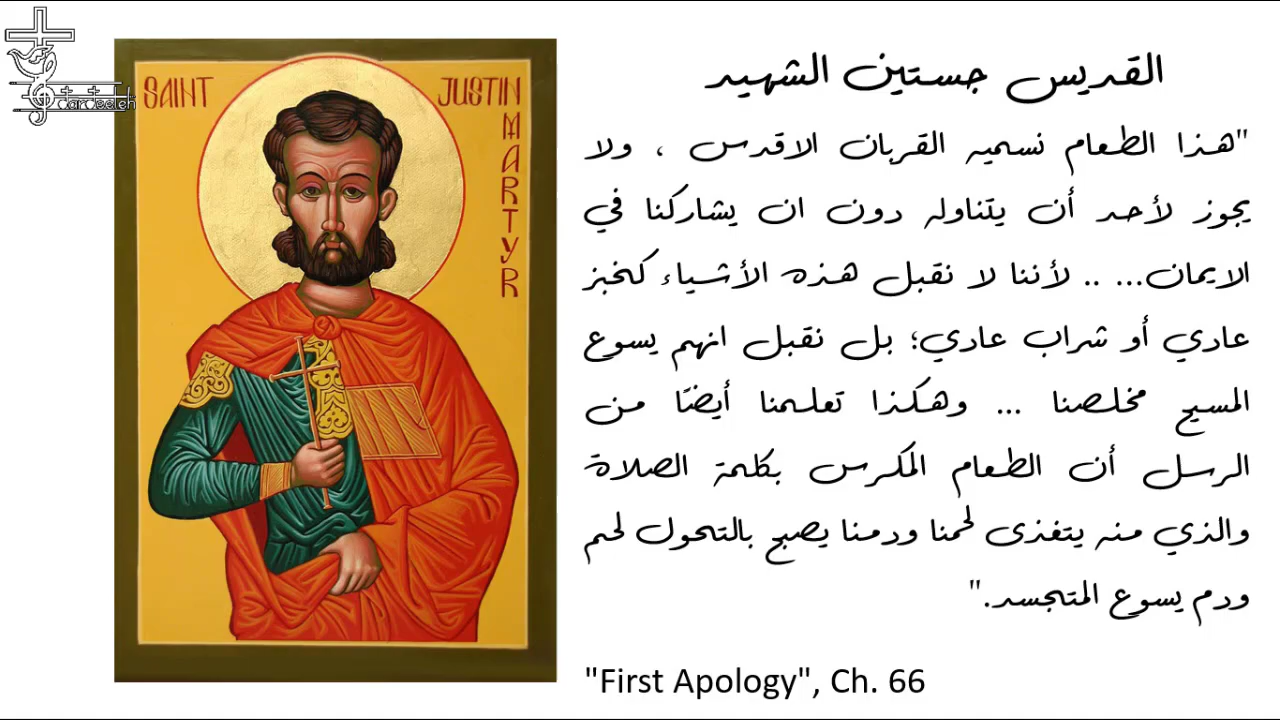 dardedeh
SAINT JUSTIN
MARTYR
القديس جستين الشهيد
"هذا الطعام نسميه القربان الاقدس ، ولا
يجوز لأحد أن يتناوله دون ان يشاركنا في
الايمان... .. لأننا لا نقبل هذه الأشياء كخبز
عادي أو شراب عادي؛ بل نقبل انهم يسوع
المسيح مخلصنا ... وهكذا تعلمنا أيضًا من
الرسل أن الطعام المكرس بكلمة الصلاة
والذي منه يتغذى لحمنا ودمنا يصبح بالتحول لحم
ودم يسوع المتجسد."
"First Apology", Ch. 66